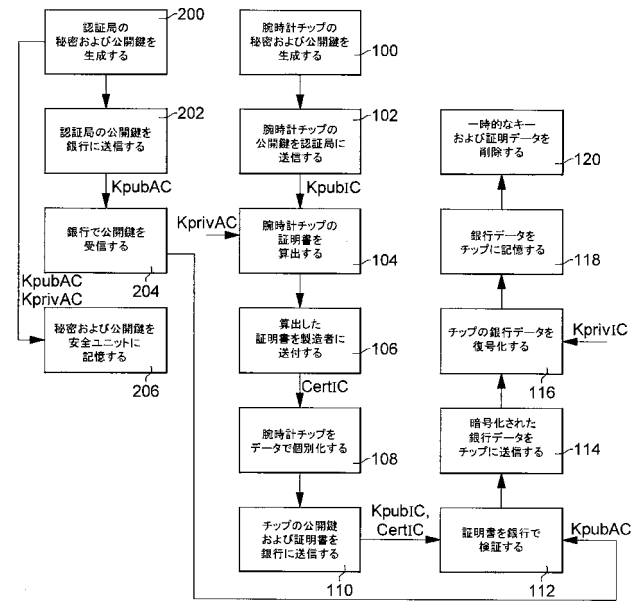 認証局の
秘密および公開鍵を
生成する
200
認証局の公開鍵を
銀行に送信する
202
KpubAC
銀行で公開鍵を
受信する
204
KpubAC
KprivAC
秘密および公開鍵を
安全ユニットに
記憶する
206
腕時計チップの
秘密および公開鍵を
生成する
100
腕時計チップの
公開鍵を認証局に
送信する
102
KpubIC
KprivAC
腕時計チップの
証明書を
算出する
104
算出した
証明書を製造者に
送付する
106
CertIC
腕時計チップを
データで個別化する
108
チップの公開鍵
および証明書を
銀行に送信する
110
KpubIC,
CertIC
証明書を銀行で
検証する
112
KpubAC
暗号化された
銀行データを
チップに送信する
114
チップの銀行データを
復号化する
116
KprivIC
銀行データを
チップに記憶する
118
一時的なキー
および証明データを
削除する
120